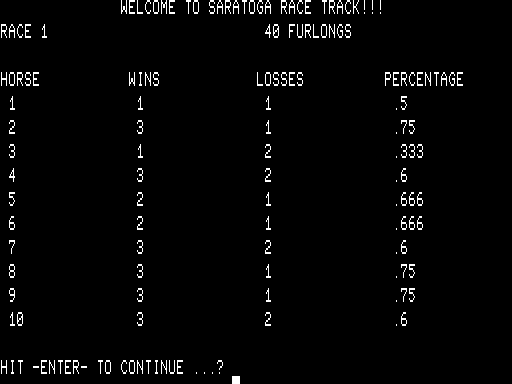 WELCOME TO SARATOGA RACE TRACK!!!
RACE 1 40 FURLONGS
HORSE WINS LOSSES PERCENTAGE
1 1 1 .5
2 3 1 .75
3 1 2 .333
4 3 2 .6
5 2 1 .666
6 2 1 .666
7 3 2 .6
8 3 1 .75
9 3 1 .75
10 3 2 .6
HIT -ENTER- TO CONTINUE ...?